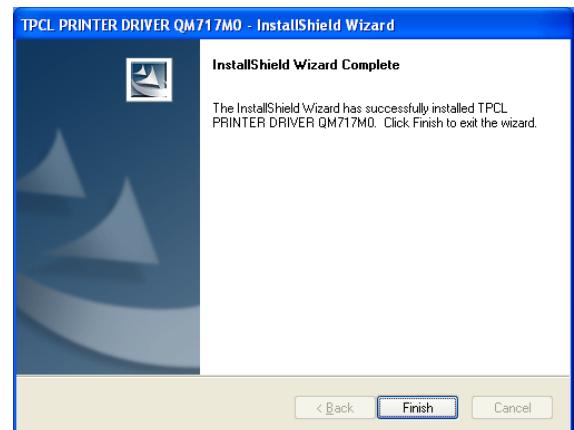 TPCL PRINTER DRIVER QM717M0 - InstallShield Wizard
InstallShield Wizard Complete
The InstallShield Wizard has successfully installed TPCL
PRINTER DRIVER QM717M0. Click Finish to exit the wizard.
< Back Finish Cancel